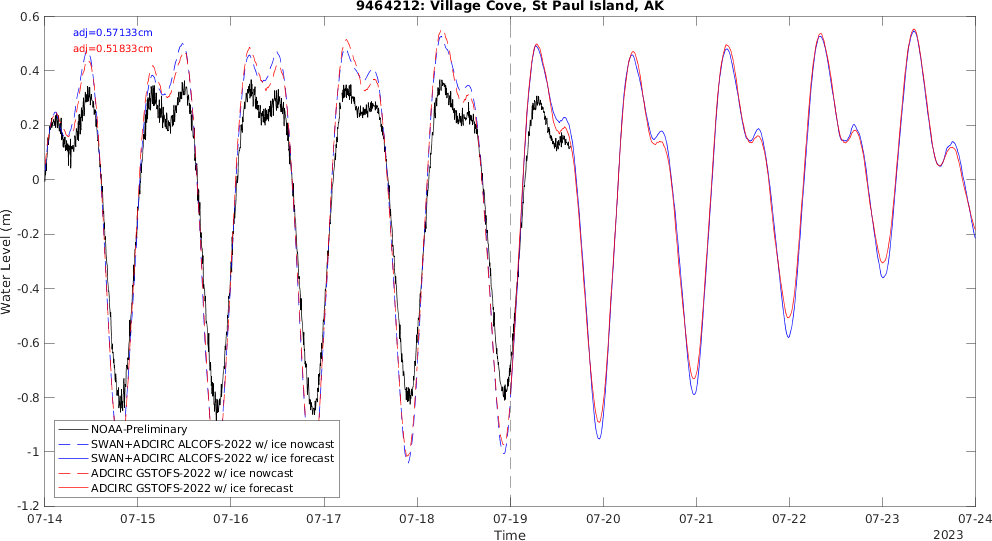 9464212: Village Cove, St Paul Island, AK
adj=0.57133cm
adj=0.51833cm
0.6
0.4
0.2
0
-0.2
-0.4
-0.6
-0.8
-1
-1.2
Water Level (m)
NOAA-Preliminary
SWAN+ADCIRC ALCOFS-2022 w/ ice nowcast
SWAN+ADCIRC ALCOFS-2022 w/ ice forecast
ADCIRC GSTOFS-2022 w/ ice nowcast
ADCIRC GSTOFS-2022 w/ ice forecast
07-14 07-15 07-16 07-17 07-18 07-19 07-20 07-21 07-22 07-23 07-24
Time
2023